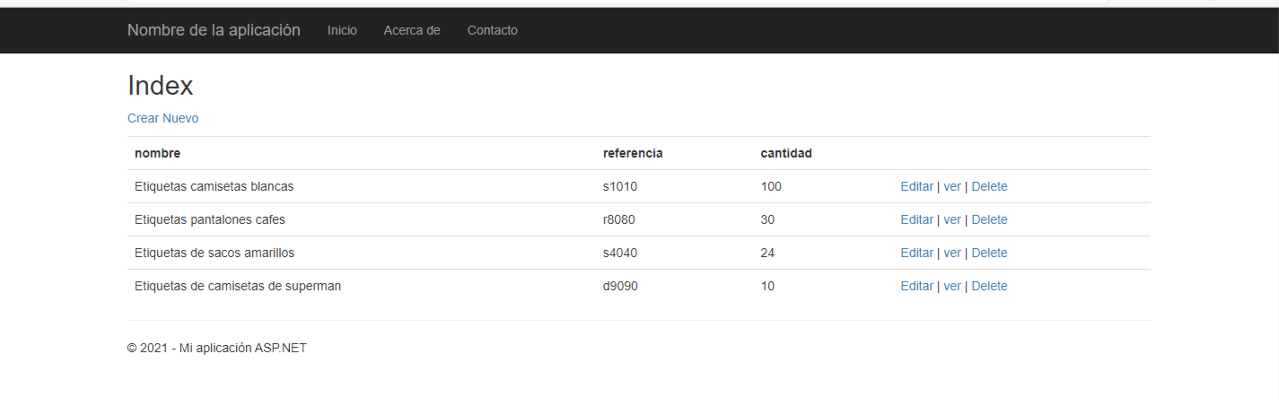 Nombre de la aplicación Inicio Acerca de Contacto
Index
Crear Nuevo
nombre referencia cantidad
Etiquetas camisetas blancas s1010 100 Editar | ver | Delete
Etiquetas pantalones cafes r8080 30 Editar | ver | Delete
Etiquetas de sacos amarillos s4040 24 Editar | ver | Delete
Etiquetas de camisetas de superman d9090 10 Editar | ver | Delete
© 2021 - Mi aplicación ASP.NET